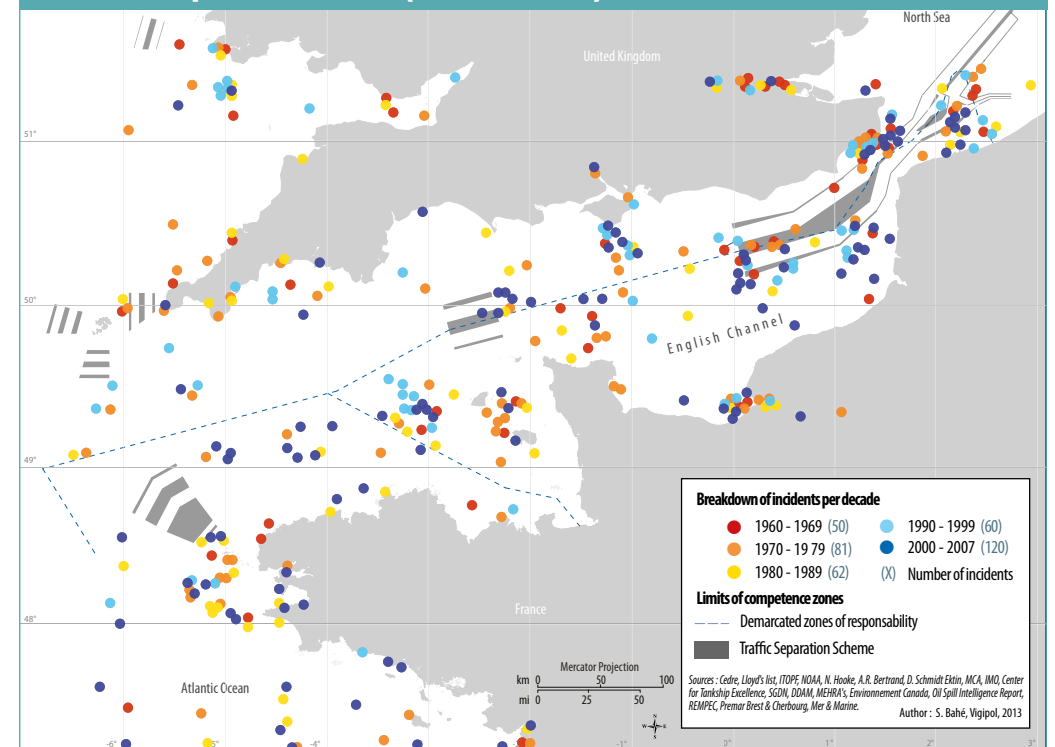 North Sea
United Kingdom
51°
50°
English Channel
49°
48°
France
Atlantic Ocean
Mercator Projection
km 0 50 100
mi 0 25 50
N
W E
S
-6° -5° -4° -1° 0° 1° 2° 3°
Breakdown of incidents per decade
1960 - 1969 (50)
1970 - 19 79 (81)
1980 - 1989 (62)
1990 - 1999 (60)
2000 - 2007 (120)
(X) Number of incidents
Limits of competence zones
Demarcated zones of responsability
Traffic Separation Scheme
Sources : Cedre, Lloyd's list, ITOPF, NOAA, N. Hooke, A.R. Bertrand, D. Schmidt Ektin, MCA, IMO, Center
for Tankship Excellence, SGDN, DDAM, MEHRA's, Environnement Canada, Oil Spill Intelligence Report,
REMPEC, Premar Brest & Cherbourg, Mer & Marine.
Author : S. Bahé, Vigipol, 2013